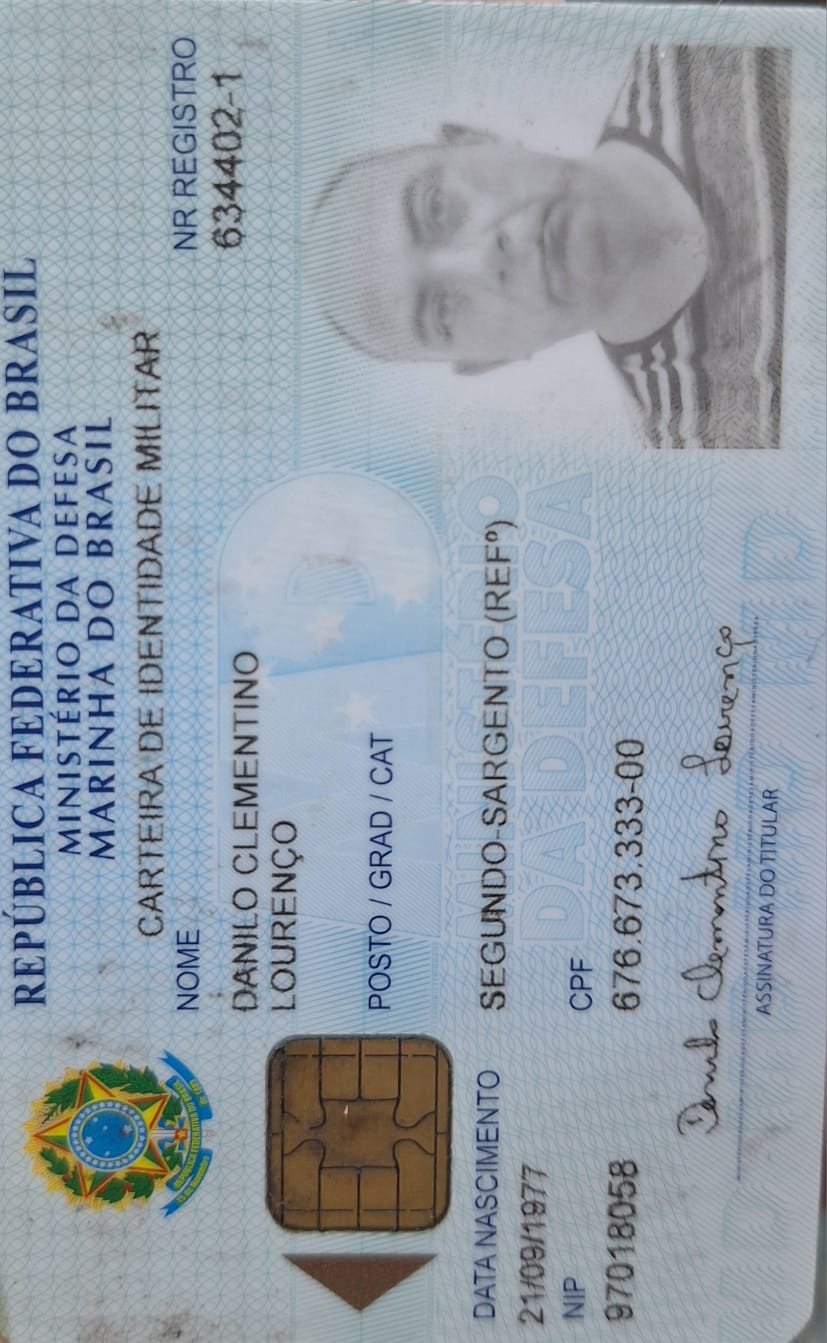 REPÚBLICA FEDERATIVA DO BRASIL
MINISTÉRIO DA DEFESA
MARINHA DO BRASIL
CARTEIRA DE IDENTIDADE MILITAR
NOME
NR REGISTRO
634402-1
DANILO CLEMENTINO
LOURENÇO
POSTO / GRAD / CAT
SEGUNDO-SARGENTO (REFº)
MINISTÉRIO
DA DEFESA
DATA NASCIMENTO
21/09/1977
CPF
676.673.333-00
NIP
97018058
Danilo Clementino Lourenço
ASSINATURA DO TITULAR